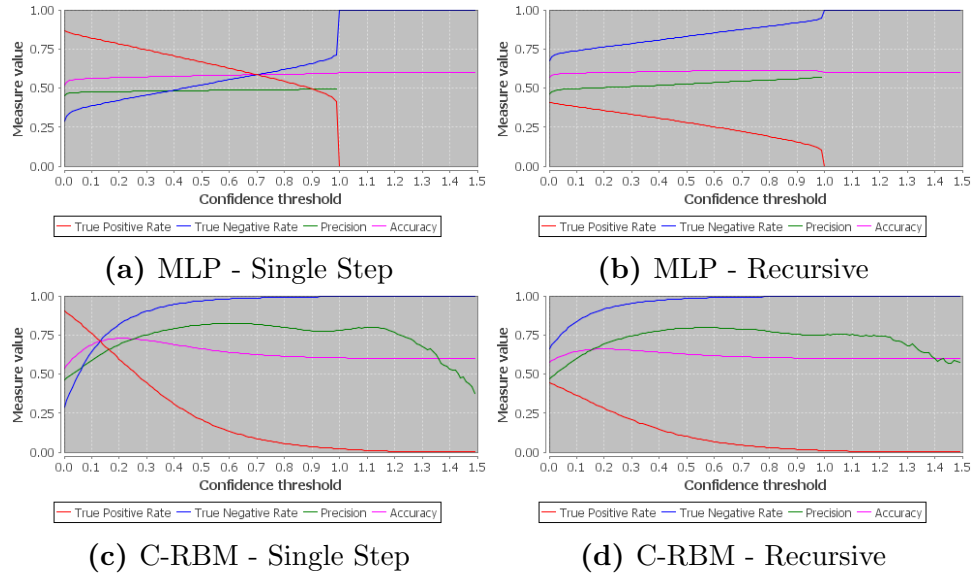 1.00
0.75
0.50
0.25
0.00
Measure value
0.0 0.1 0.2 0.3 0.4 0.5 0.6 0.7 0.8 0.9 1.0 1.1 1.2 1.3 1.4 1.5
Confidence threshold
True Positive Rate True Negative Rate Precision Accuracy
(a) MLP - Single Step
1.00
0.75
0.50
0.25
0.00
Measure value
0.0 0.1 0.2 0.3 0.4 0.5 0.6 0.7 0.8 0.9 1.0 1.1 1.2 1.3 1.4 1.5
Confidence threshold
True Positive Rate True Negative Rate Precision Accuracy
(b) MLP - Recursive
1.00
0.75
0.50
0.25
0.00
Measure value
0.0 0.1 0.2 0.3 0.4 0.5 0.6 0.7 0.8 0.9 1.0 1.1 1.2 1.3 1.4 1.5
Confidence threshold
True Positive Rate True Negative Rate Precision Accuracy
(c) C-RBM - Single Step
1.00
0.75
0.50
0.25
0.00
Measure value
0.0 0.1 0.2 0.3 0.4 0.5 0.6 0.7 0.8 0.9 1.0 1.1 1.2 1.3 1.4 1.5
Confidence threshold
True Positive Rate True Negative Rate Precision Accuracy
(d) C-RBM - Recursive